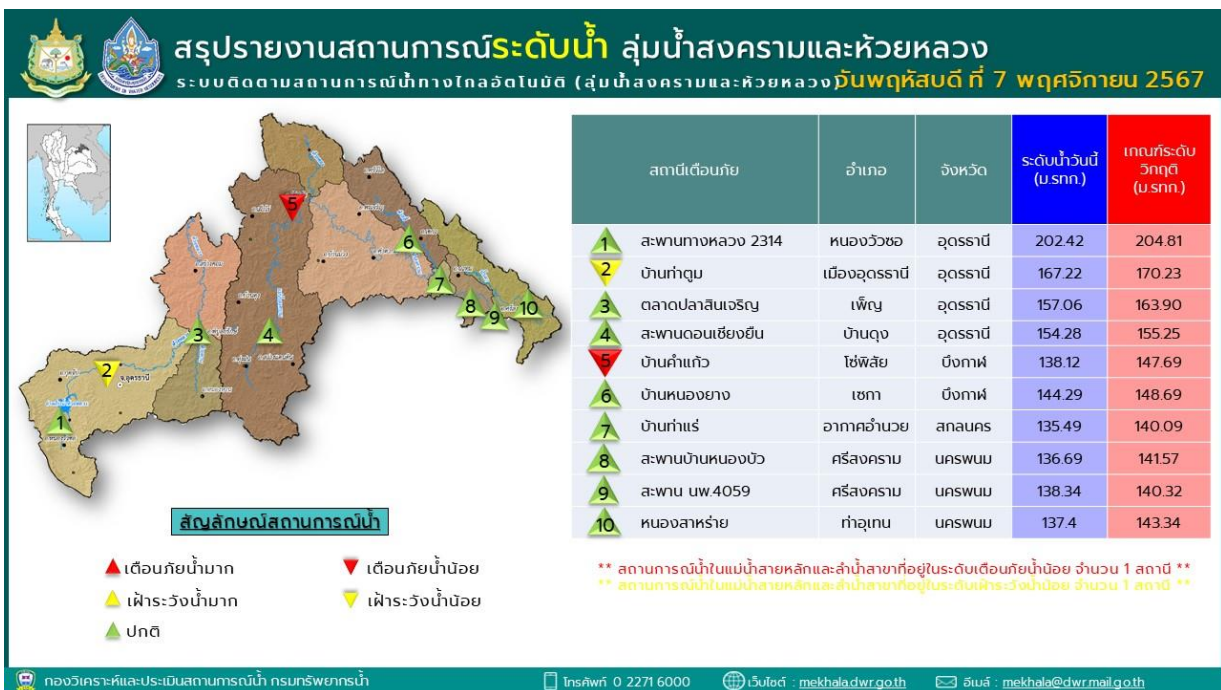 สรุปรายงานสถานการณ์ระดับน้ำ ลุ่มน้ำสงครามและห้วยหลวง
ระบบติดตามสถานการณ์น้ำทางไกลอัตโนมัติ (ลุ่มน้ำสงครามและห้วยหลวง)
วันพฤหัสบดี ที่ 7 พฤศจิกายน 2567
สถานีเตือนภัย อำเภอ จังหวัด ระดับน้ำวันนี้ (ม.รทก.) เกณฑ์ระดับวิกฤติ (ม.รทก.)
1 สะพานทางหลวง 2314 หนองวัวซอ อุดรธานี 202.42 204.81
2 บ้านท่าตูม เมืองอุดรธานี อุดรธานี 167.22 170.23
3 ตลาดปลาสินเจริญ เพ็ญ อุดรธานี 157.06 163.90
4 สะพานดอนเชียงยืน บ้านดุง อุดรธานี 154.28 155.25
5 บ้านคำแก้ว โซ่พิสัย บึงกาฬ 138.12 147.69
6 บ้านหนองยาง เซกา บึงกาฬ 144.29 148.69
7 บ้านท่าแร่ อากาศอำนวย สกลนคร 135.49 140.09
8 สะพานบ้านหนองบัว ศรีสงคราม นครพนม 136.69 141.57
9 สะพาน นพ.4059 ศรีสงคราม นครพนม 138.34 140.32
10 หนองสาหร่าย ท่าอุเทน นครพนม 137.4 143.34
5
6
7
8
9
10
3
4
2
จ.อุดรธานี
1
สัญลักษณ์สถานการณ์น้ำ
เตือนภัยน้ำมาก
เตือนภัยน้ำน้อย
เฝ้าระวังน้ำมาก
เฝ้าระวังน้ำน้อย
ปกติ
** สถานการณ์น้ำในแม่น้ำสายหลักและลำน้ำสาขาที่อยู่ในระดับเตือนภัยน้ำน้อย จำนวน 1 สถานี **
** สถานการณ์น้ำในแม่น้ำสายหลักและลำน้ำสาขาที่อยู่ในระดับเฝ้าระวังน้ำน้อย จำนวน 1 สถานี **
กองวิเคราะห์และประเมินสถานการณ์น้ำ กรมทรัพยากรน้ำ
โทรศัพท์ 0 2271 6000
เว็บไซต์ : mekhala.dwr.go.th
อีเมล์ : mekhala@dwr.mail.go.th